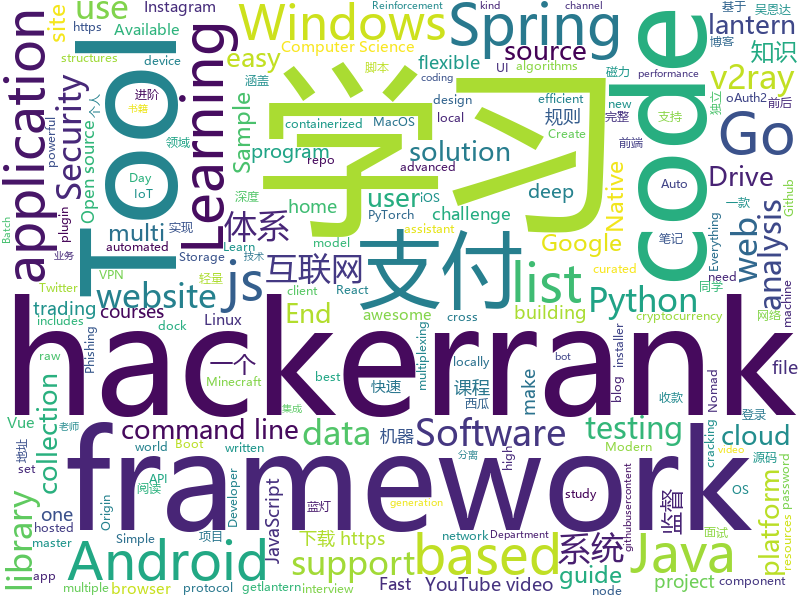 Instagram
Windows
Spring
code
use
site
https
Available
structures
device
easy
Computer Science
flexible
Reinforcement
kind
channel
基于
吴恩达
lantern
博客
知识
v2ray
磁力
performance
前后
oAuth2
new
独立
application
Tool
Learning
Security
Open source
个人
进阶
书籍
领域
Day
IoT
powerful
plugin
实现
涵盖
脚本
source
UI
algorithms
coding
design
efficient
规则
完整
Create
支持
前端
Auto
笔记
一款
Github
学习
Sample
containerized
MacOS
local
program
repo
advanced
solution
Go
Drive
深度
home
user
iOS
PyTorch
deep
Native
challenge
Google
model
assistant
Everything
curated
need
machine
web
analysis
同学
网络
体系
multi
js
互联网
支付
list
Python
building
cryptocurrency
website
End
awesome
cross
trading
courses
dock
includes
automated
Twitter
VPN
Storage
Learn
轻量
技术
client
React
Linux
Phishing
hackerrank
一个
Minecraft
best
locally
快速
multiplexing
课程
西瓜
bot
make
installer
blog
Nomad
收款
登录
file
Batch
业务
framework
command line
data
机器
Software
testing
cloud
源码
Vue
地址
set
老师
world
Boot
written
API
阅读
集成
分离
video
high
Modern
OS
cracking
password
面试
resources
library
collection
one
hosted
master
Origin
Developer
Android
系统
JavaScript
监督
support
based
Java
platform
githubusercontent
app
multiple
Simple
项目
generation
browser
protocol
蓝灯
下载 https
network
Department
getlantern
interview
Fast
YouTube video
node
guide
study
project
component